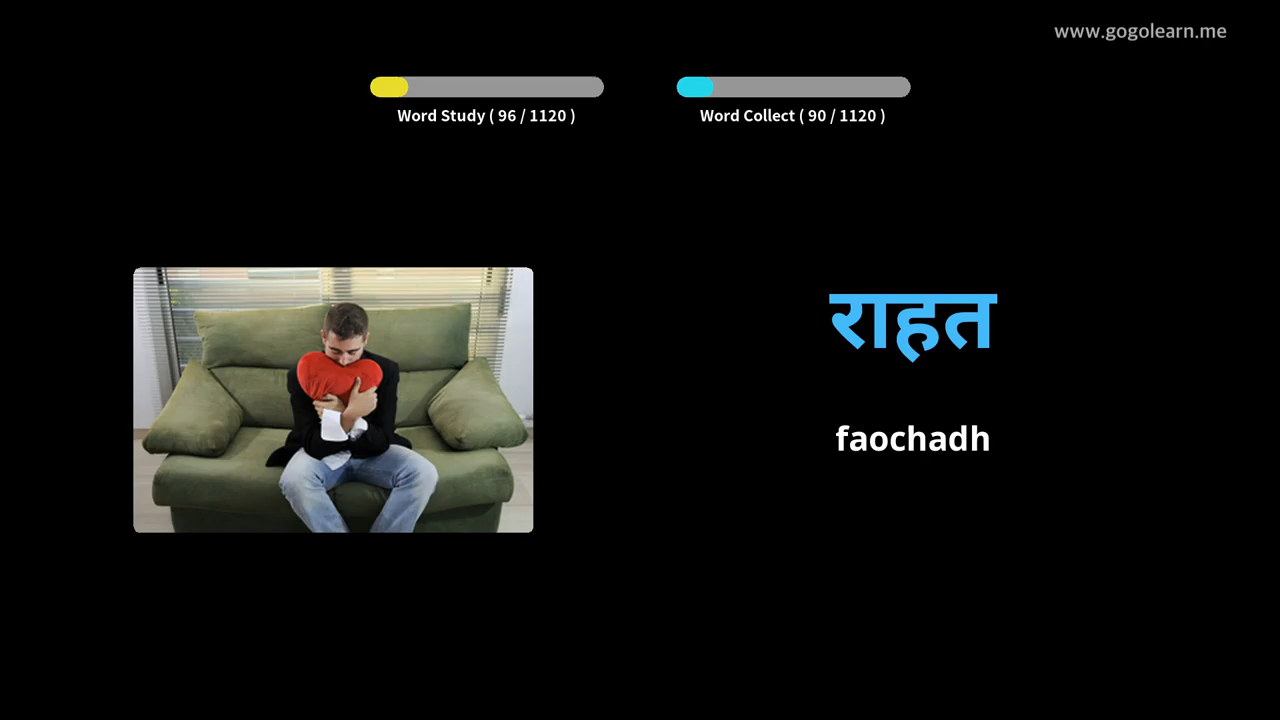 www.gogolearn.me
Word Study ( 96 / 1120 )
Word Collect ( 90 / 1120 )
राहत
faochadh